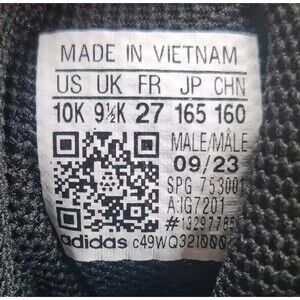 MADE IN VIETNAM
US UK FR JP CHN
10K 9½K 27 165 160
MALE/MÂLE
09/23
SPG 753001
A:IG7201
adidas